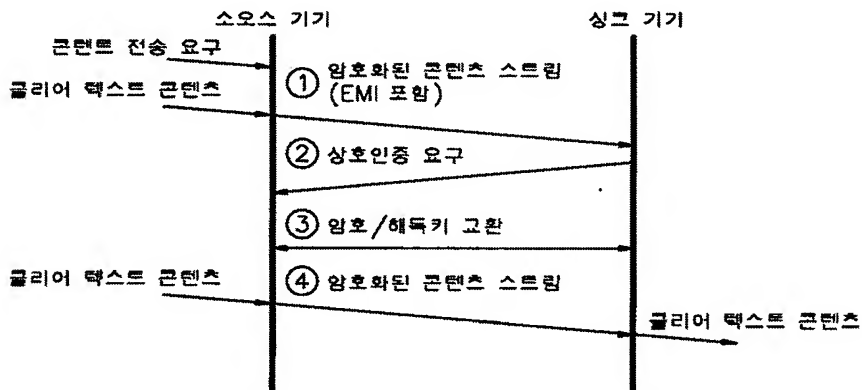 소오스 기기
싱크 기기
콘텐트 전송 요구
클리어 텍스트 콘텐츠
① 암호화된 콘텐츠 스트림
(EMI 포함)
② 상호인증 요구
③ 암호/해독키 교환
클리어 텍스트 콘텐츠
④ 암호화된 콘텐츠 스트림
클리어 텍스트 콘텐츠